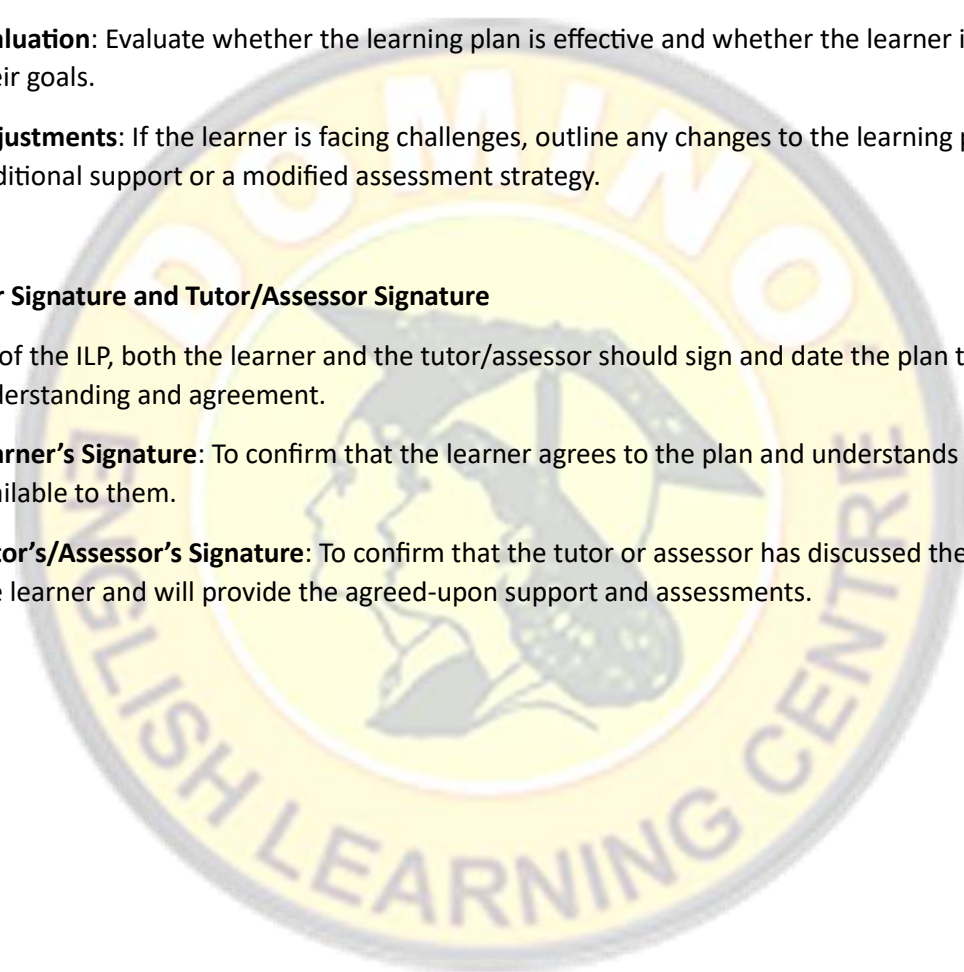 aluation: Evaluate whether the learning plan is effective and whether the learner i
eir goals.
justments: If the learner is facing challenges, outline any changes to the learning p
ditional support or a modified assessment strategy.
r Signature and Tutor/Assessor Signature
of the ILP, both the learner and the tutor/assessor should sign and date the plan t
derstanding and agreement.
arner’s Signature: To confirm that the learner agrees to the plan and understands
ailable to them.
tor’s/Assessor’s Signature: To confirm that the tutor or assessor has discussed the
e learner and will provide the agreed-upon support and assessments.
DOMINO
ENGLISH LEARNING CENTRE